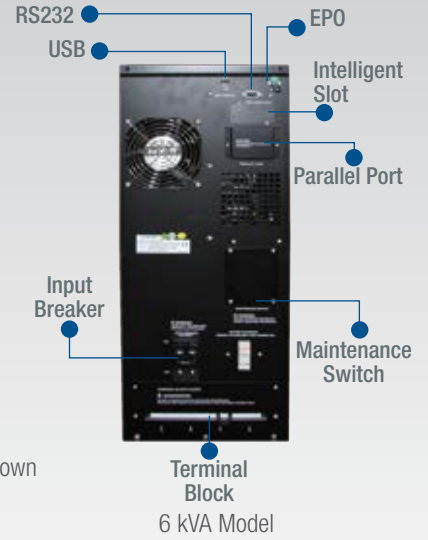 RS232
EPO
USB
Intelligent
Slot
Parallel Port
Input
Breaker
Maintenance
Switch
own
Terminal
Block
6 kVA Model